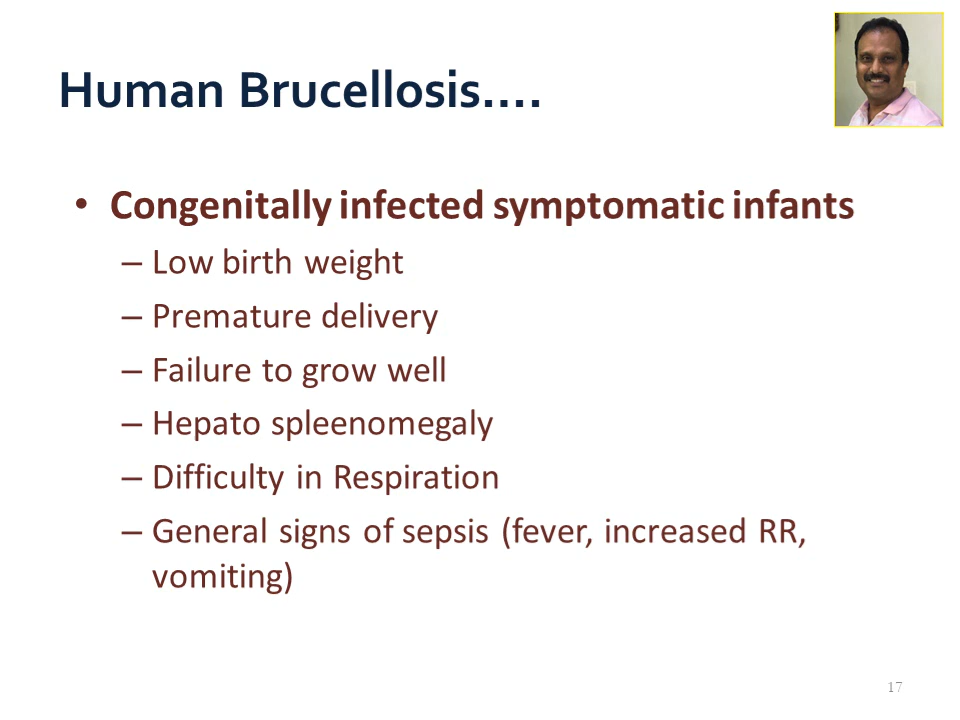 Human Brucellosis....
• Congenitally infected symptomatic infants
– Low birth weight
– Premature delivery
– Failure to grow well
– Hepato spleenomegaly
– Difficulty in Respiration
– General signs of sepsis (fever, increased RR,
vomiting)
17